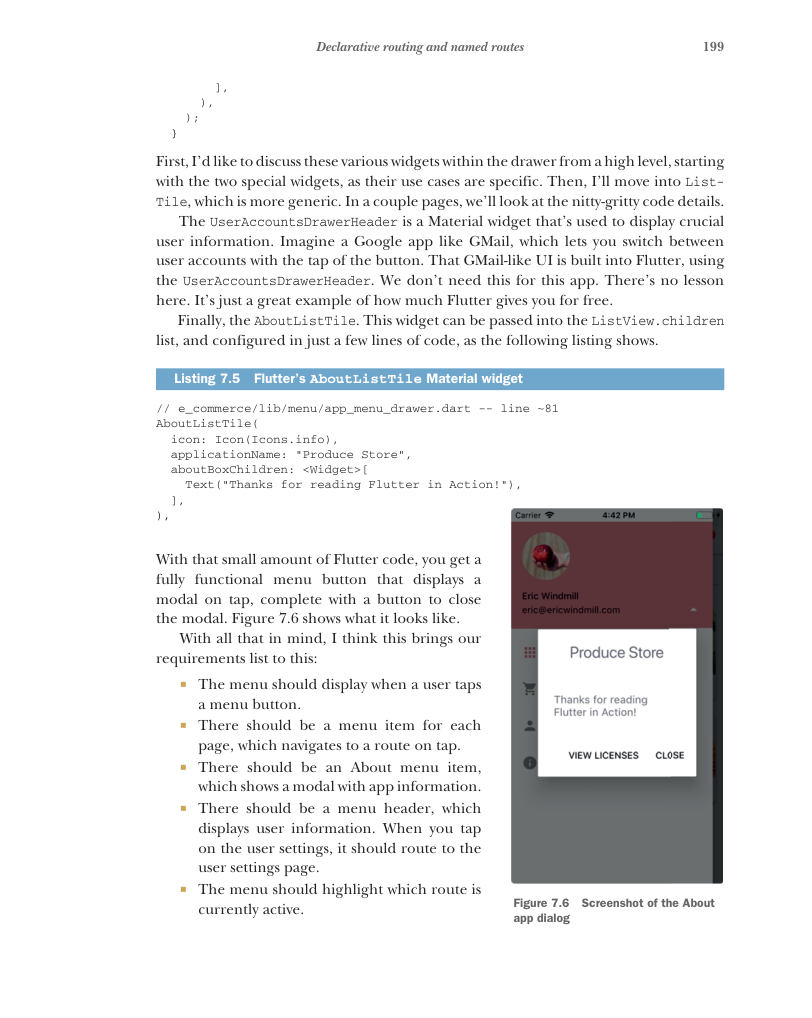 Declarative routing and named routes 199
],
),
);
}
First, I’d like to discuss these various widgets within the drawer from a high level, starting
with the two special widgets, as their use cases are specific. Then, I’ll move into List-
Tile, which is more generic. In a couple pages, we’ll look at the nitty-gritty code details.
The UserAccountsDrawerHeader is a Material widget that’s used to display crucial
user information. Imagine a Google app like GMail, which lets you switch between
user accounts with the tap of the button. That GMail-like UI is built into Flutter, using
the UserAccountsDrawerHeader. We don’t need this for this app. There’s no lesson
here. It’s just a great example of how much Flutter gives you for free.
Finally, the AboutListTile. This widget can be passed into the ListView.children
list, and configured in just a few lines of code, as the following listing shows.
Listing 7.5 Flutter’s AboutListTile Material widget
// e_commerce/lib/menu/app_menu_drawer.dart -- line ~81
AboutListTile(
icon: Icon(Icons.info),
applicationName: "Produce Store",
aboutBoxChildren: <Widget>[
Text("Thanks for reading Flutter in Action!"),
],
),
With that small amount of Flutter code, you get a
fully functional menu button that displays a
modal on tap, complete with a button to close
the modal. Figure 7.6 shows what it looks like.
With all that in mind, I think this brings our
requirements list to this:
■ The menu should display when a user taps
a menu button.
■ There should be a menu item for each
page, which navigates to a route on tap.
■ There should be an About menu item,
which shows a modal with app information.
■ There should be a menu header, which
displays user information. When you tap
on the user settings, it should route to the
user settings page.
■ The menu should highlight which route is
currently active.
Carrier 4:42 PM
Eric Windmill
eric@ericwindmill.com
Produce Store
Thanks for reading
Flutter in Action!
VIEW LICENSES CLOSE
Figure 7.6 Screenshot of the About
app dialog